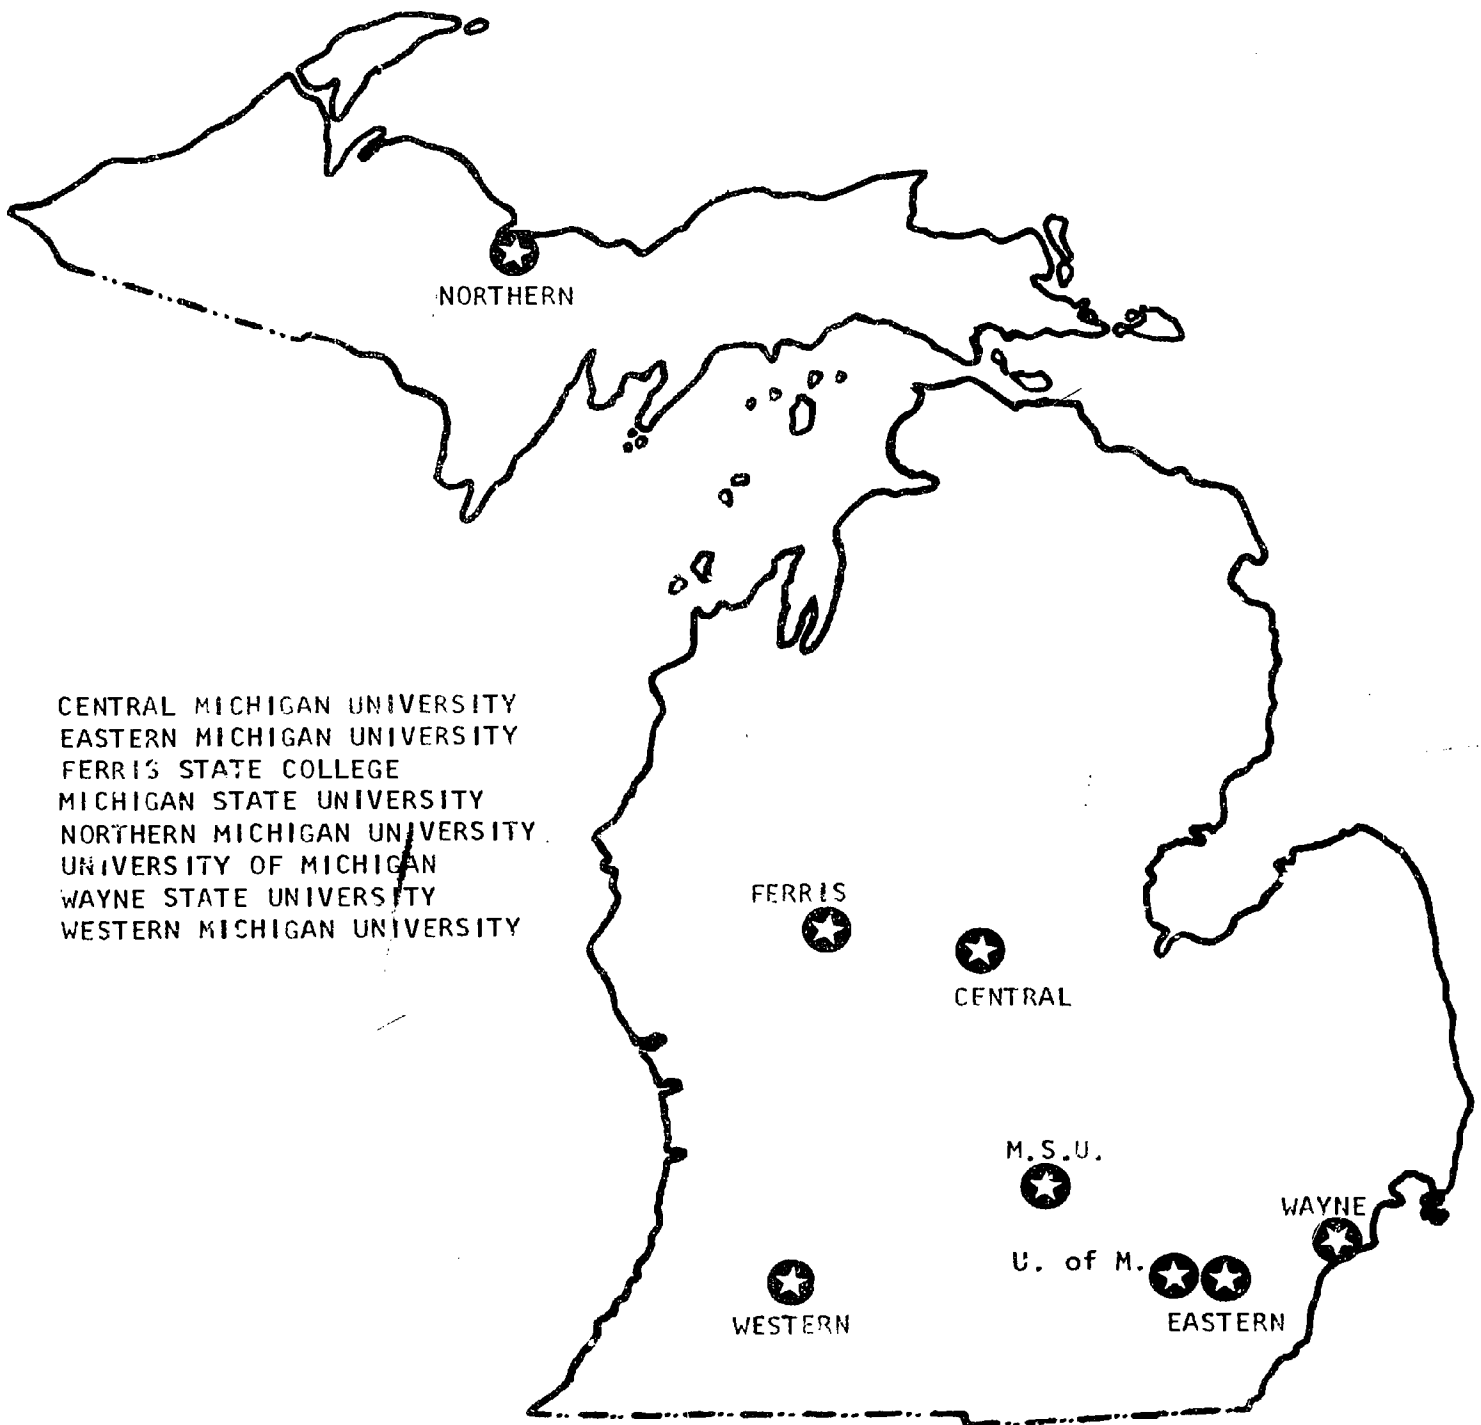 NORTHERN
CENTRAL MICHIGAN UNIVERSITY
EASTERN MICHIGAN UNIVERSITY
FERRIS STATE COLLEGE
MICHIGAN STATE UNIVERSITY
NORTHERN MICHIGAN UNIVERSITY
UNIVERSITY OF MICHIGAN
WAYNE STATE UNIVERSITY
WESTERN MICHIGAN UNIVERSITY
FERRIS
CENTRAL
M.S.U.
WAYNE
U. of M.
EASTERN
WESTERN